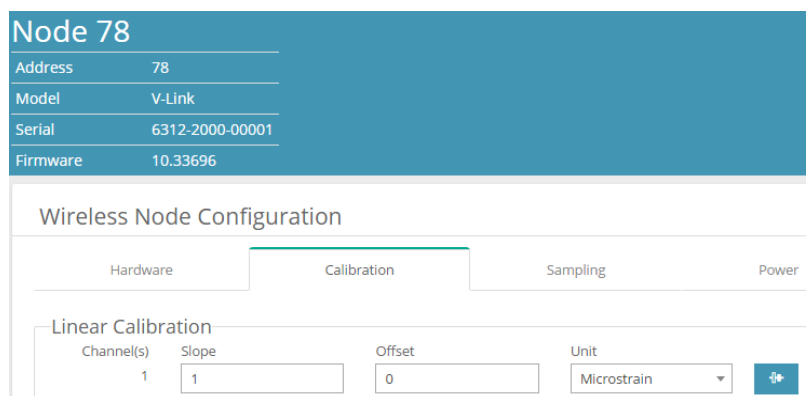 Node 78
Address 78
Model V-Link
Serial 6312-2000-00001
Firmware 10.33696
Wireless Node Configuration
Hardware Calibration Sampling Power
Linear Calibration
Channel(s) Slope Offset Unit
1 1 0 Microstrain